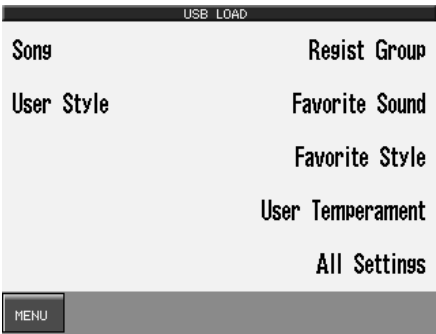 USB LOAD
Song Regist Group
User Style Favorite Sound
Favorite Style
User Temperament
All Settings
MENU